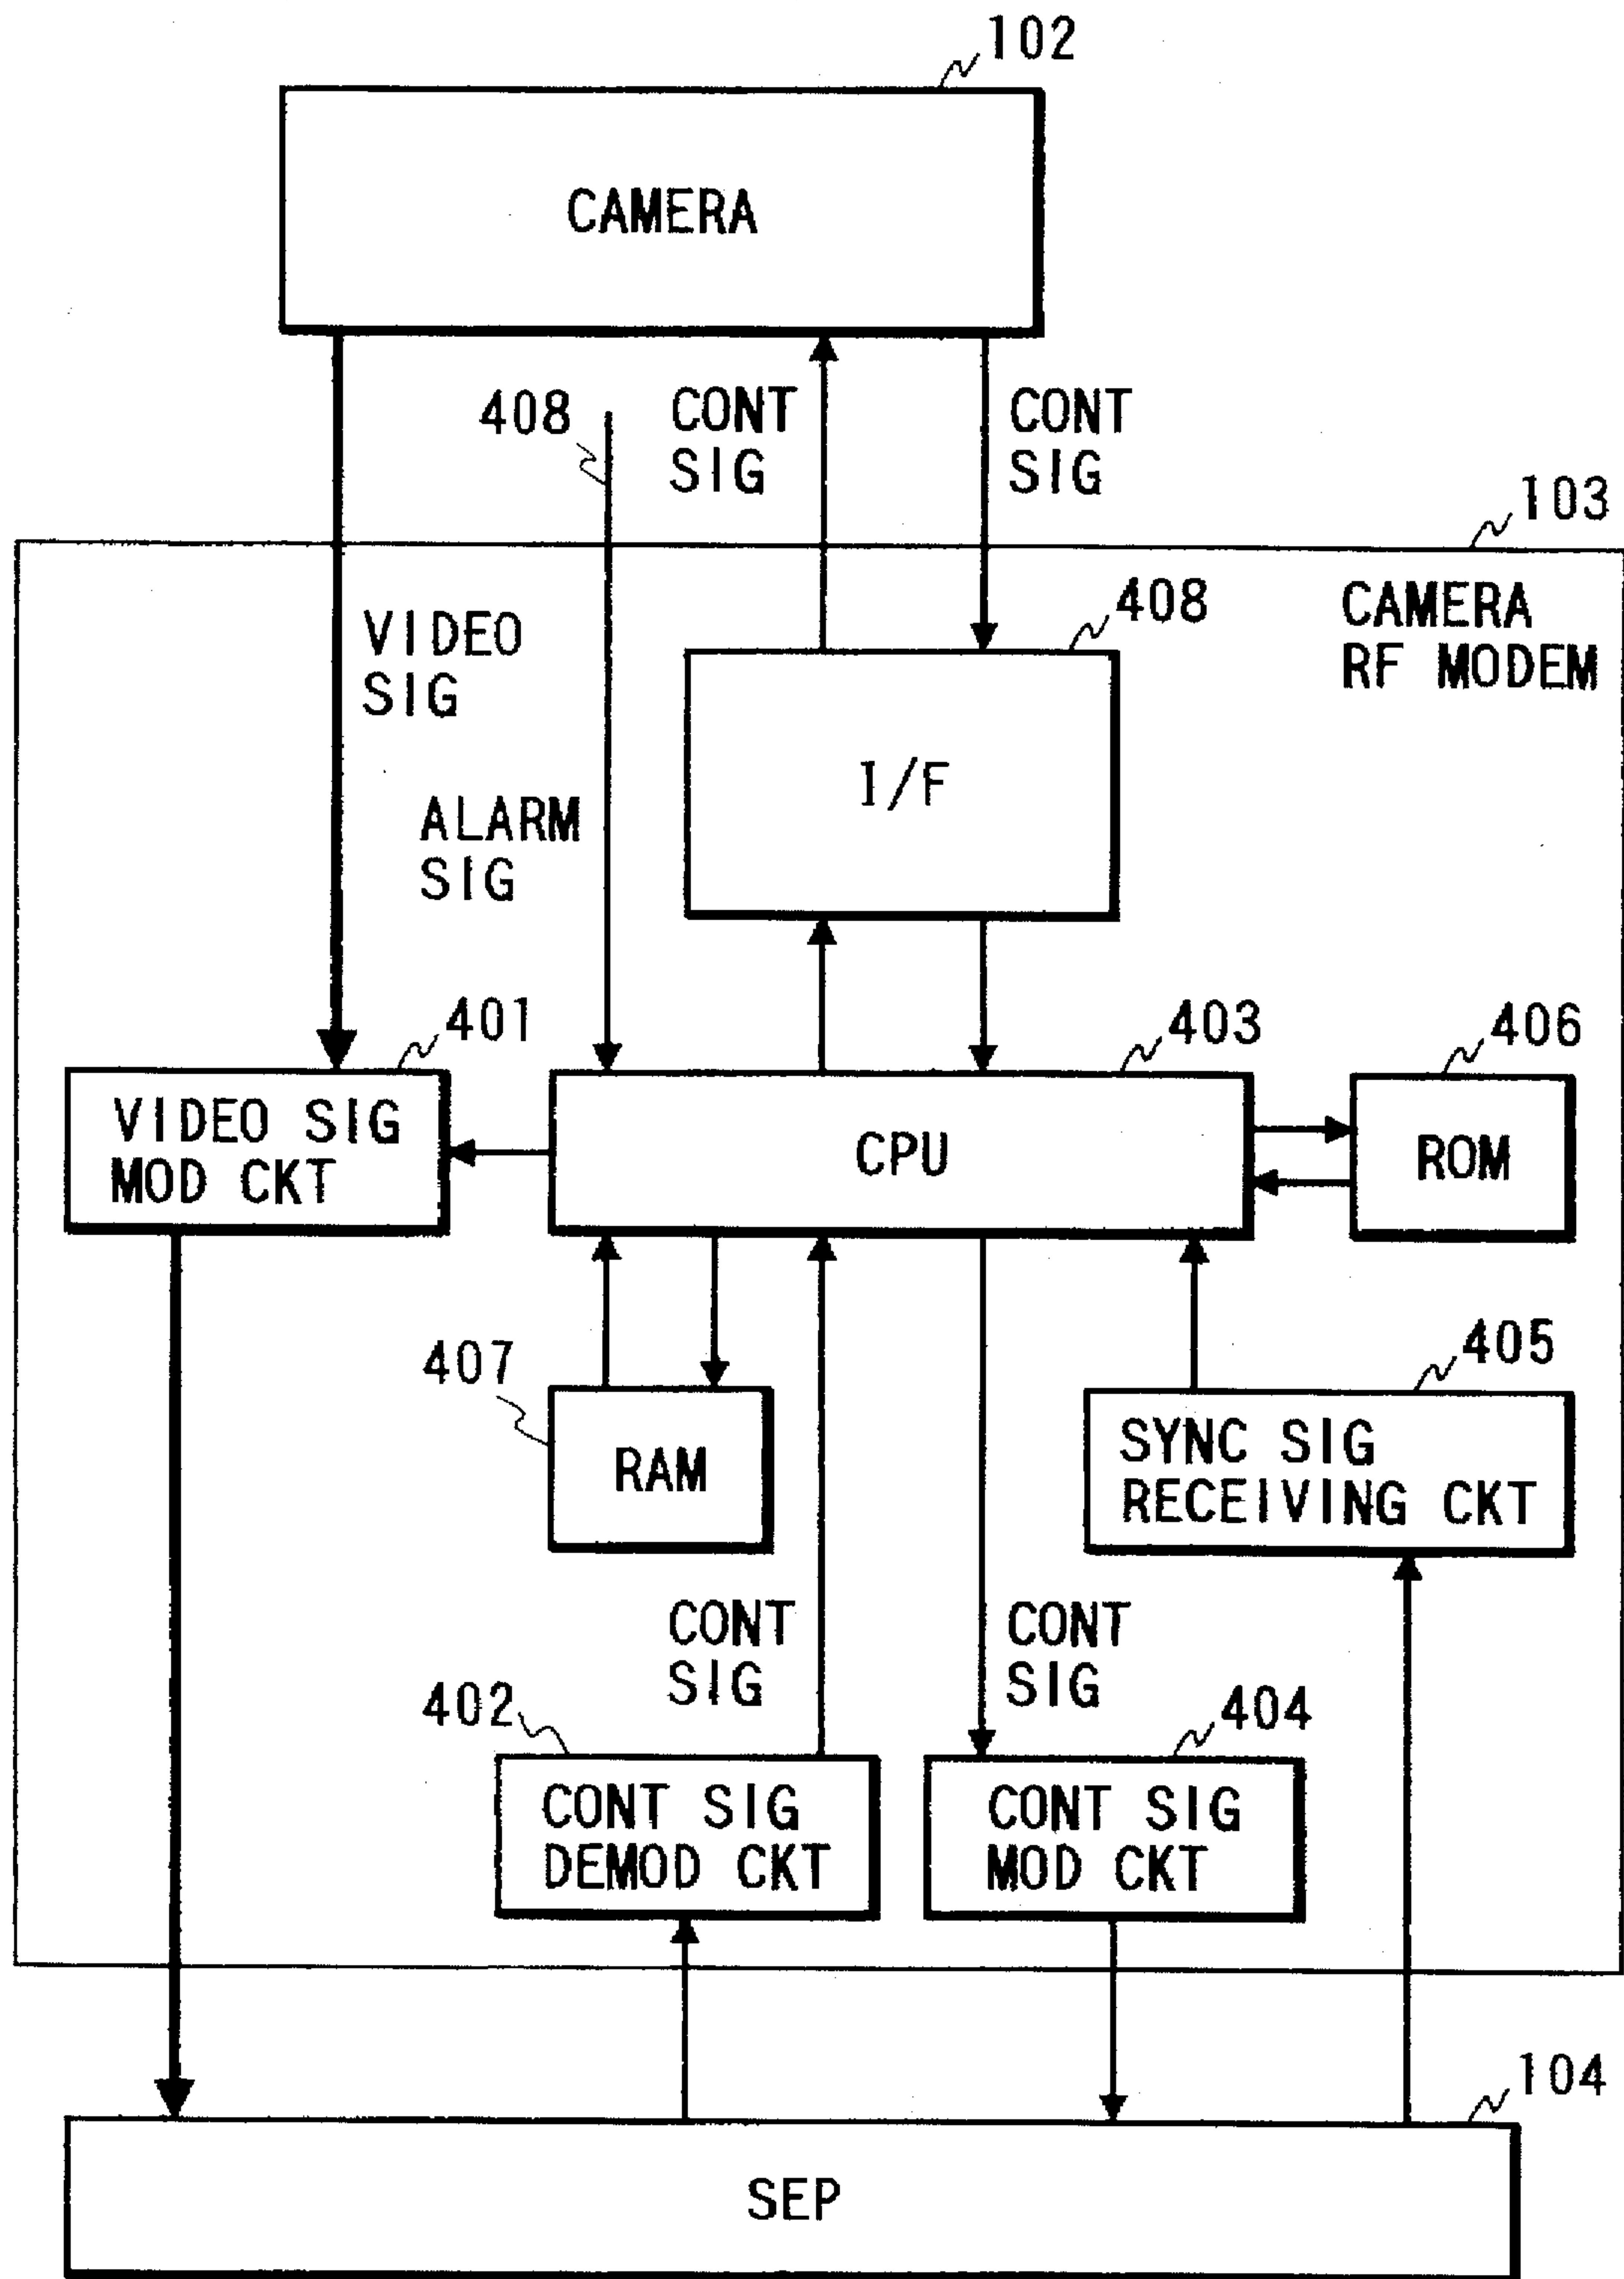 102
CAMERA
408
CONT
SIG
CONT
SIG
103
CAMERA
RF MODEM
VIDEO
SIG
408
I/F
ALARM
SIG
401
403
406
VIDEO SIG
MOD CKT
CPU
ROM
407
RAM
405
SYNC SIG
RECEIVING CKT
CONT
SIG
CONT
SIG
402
404
CONT SIG
DEMOD CKT
CONT SIG
MOD CKT
104
SEP